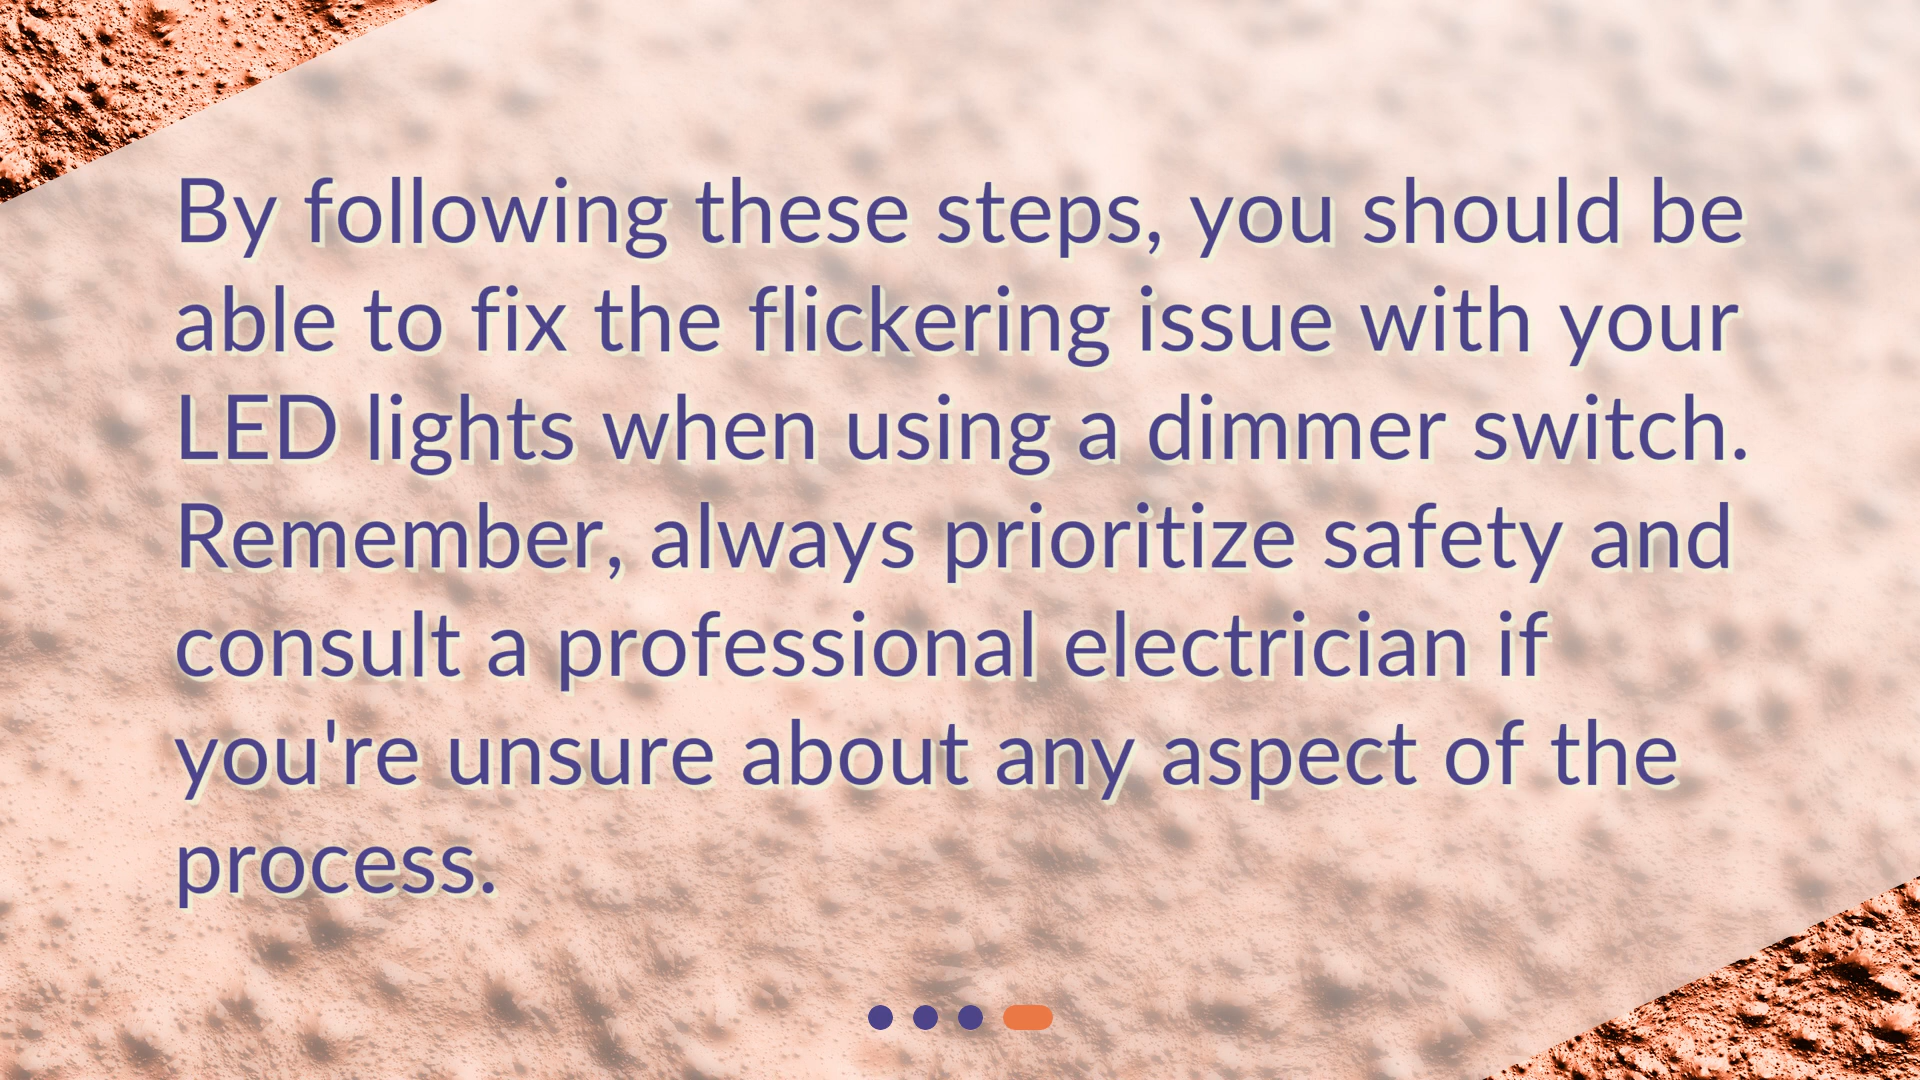 By following these steps, you should be
able to fix the flickering issue with your
LED lights when using a dimmer switch.
Remember, always prioritize safety and
consult a professional electrician if
you're unsure about any aspect of the
process.